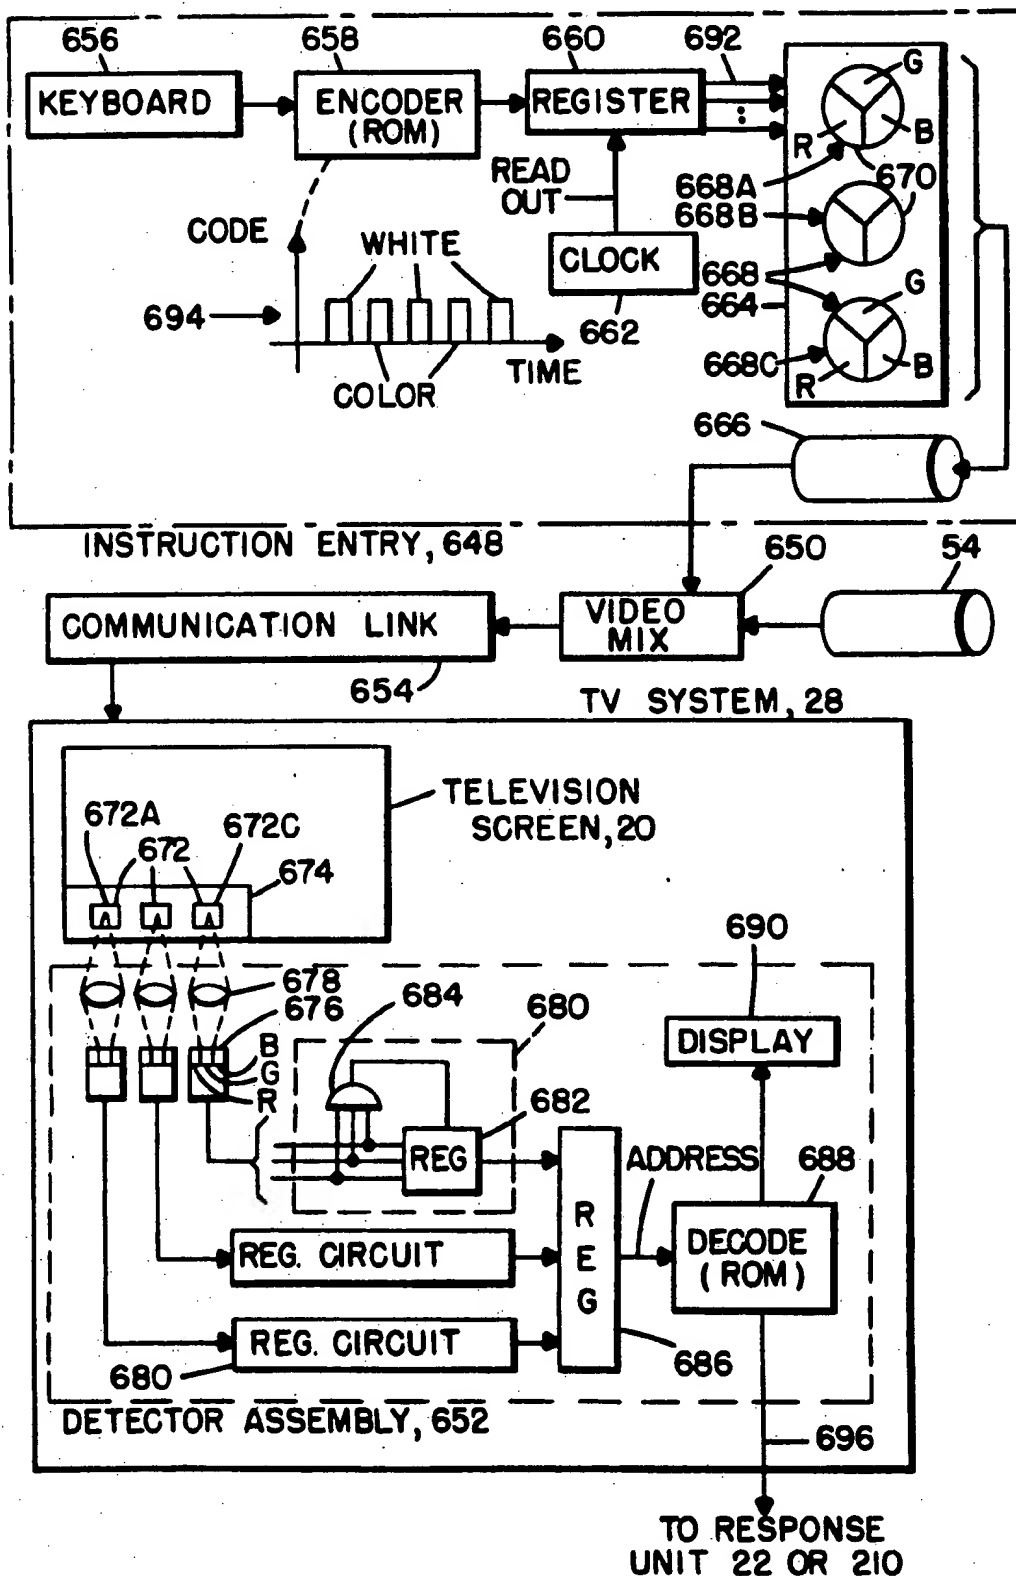 656
658
660
692
KEYBOARD
ENCODER
(ROM)
REGISTER
G
R
B
670
668A
668B
READ
OUT
CODE
WHITE
CLOCK
668
664
G
694
662
TIME
COLOR
668C
R
B
666
INSTRUCTION ENTRY, 648
650
54
COMMUNICATION LINK
VIDEO
MIX
654
TV SYSTEM, 28
TELEVISION
SCREEN, 20
672A
672
672C
674
690
678
684
680
676
DISPLAY
B
G
R
682
REG
ADDRESS
688
REG
DECODE
(ROM)
REG. CIRCUIT
REG. CIRCUIT
680
686
DETECTOR ASSEMBLY, 652
696
TO RESPONSE
UNIT 22 OR 210